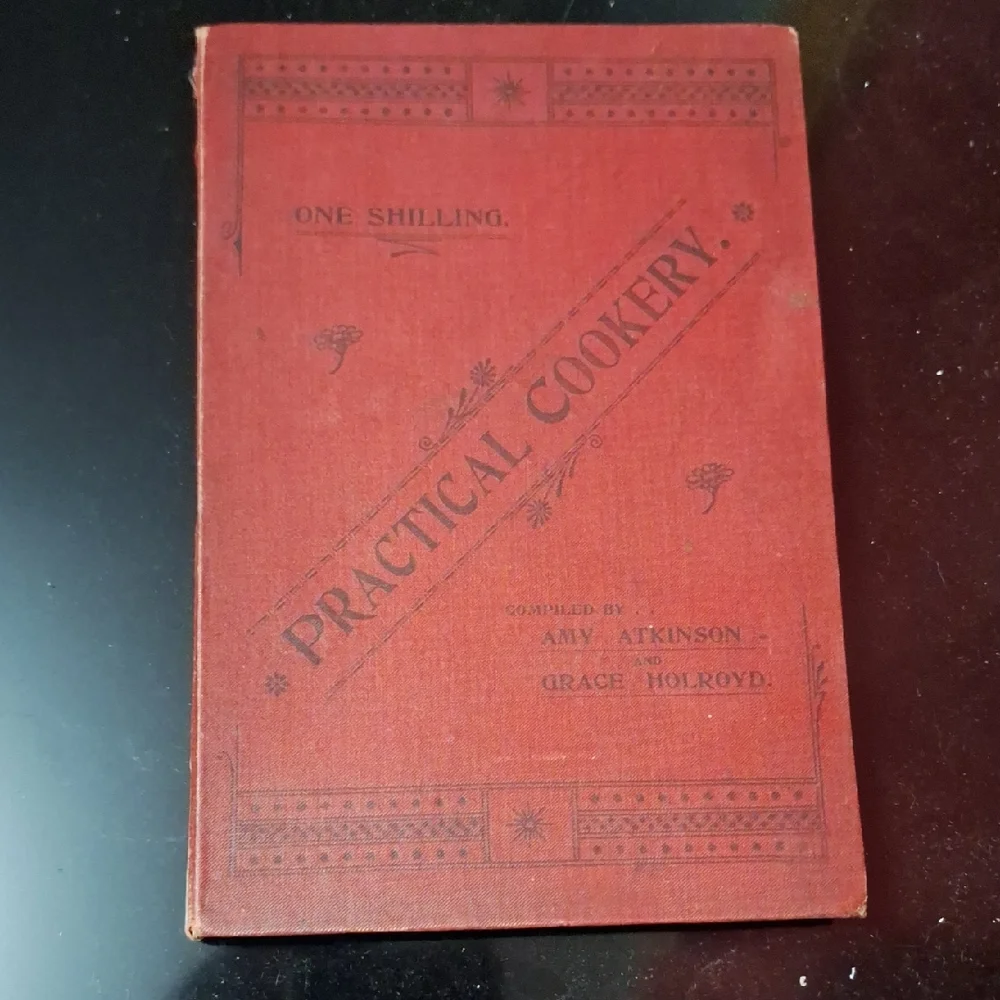 ONE SHILLING.
PRACTICAL COOKERY.
COMPILED BY . .
AMY ATKINSON -
AND
GRACE HOLROYD.